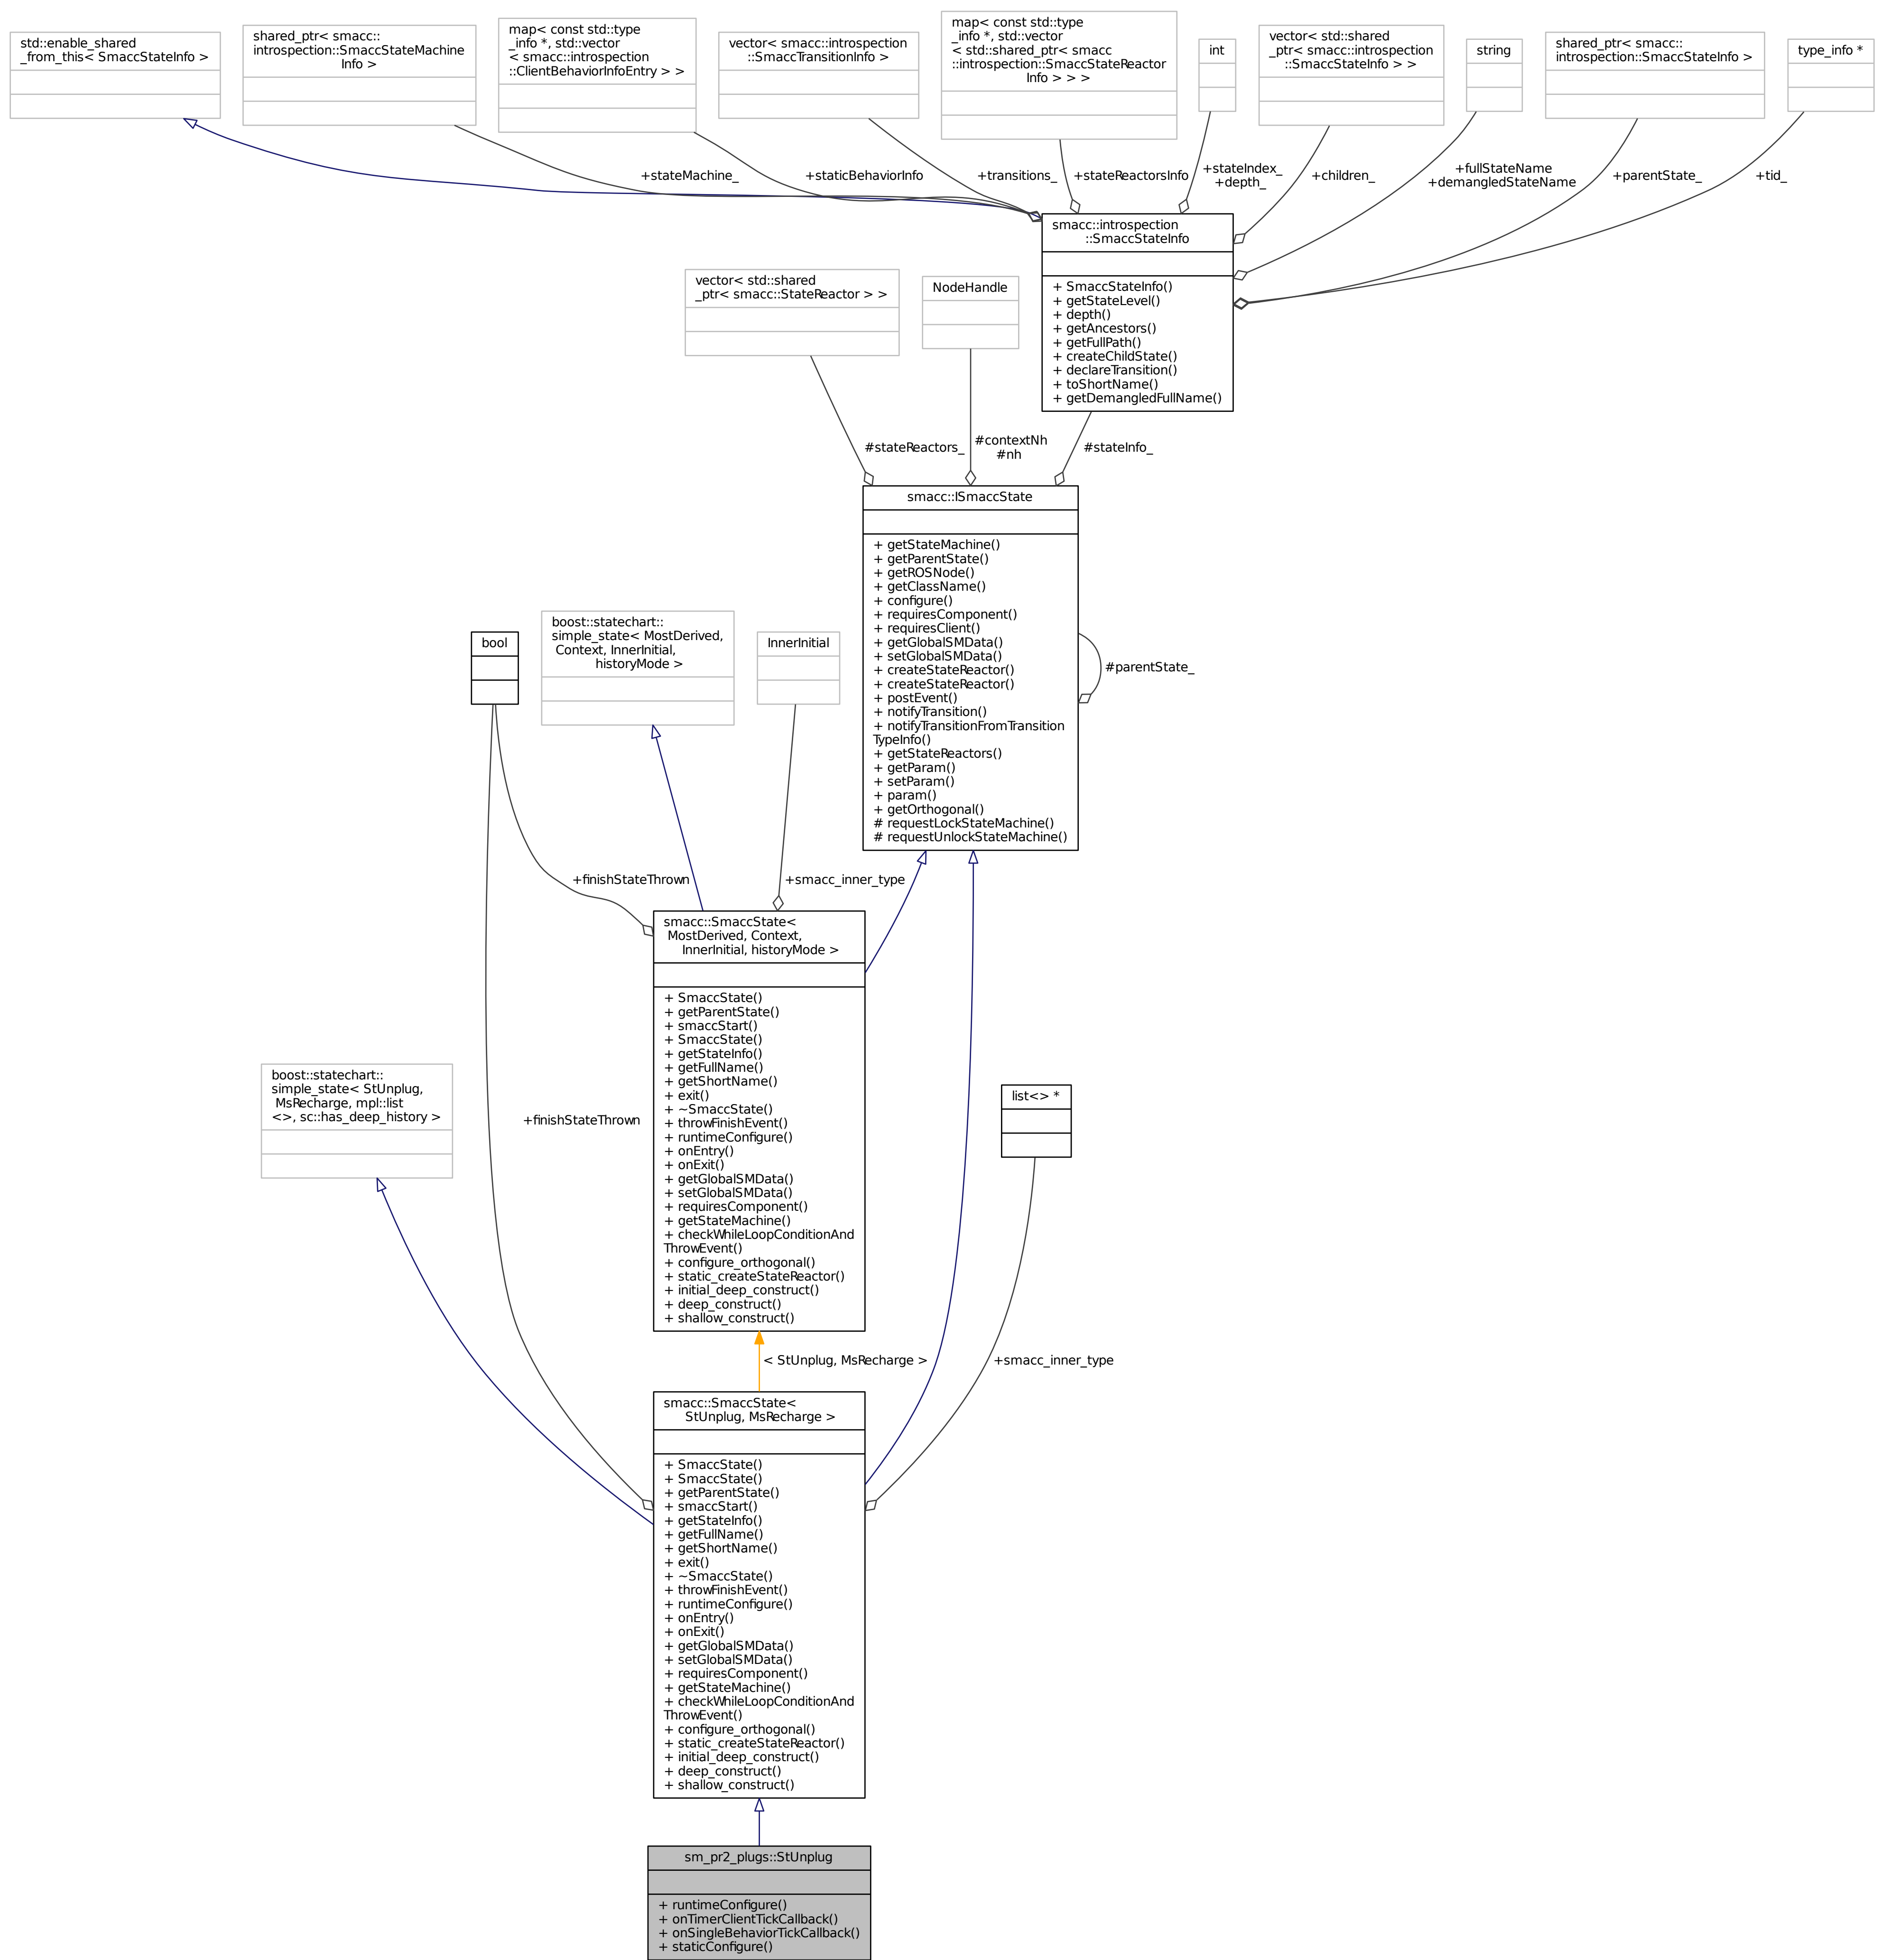 std::enable_shared
_from_this< SmaccStateInfo >
shared_ptr< smacc::
introspection::SmaccStateMachine
Info >
map< const std::type
_info *, std::vector
< smacc::introspection
::ClientBehaviorInfoEntry > >
vector< smacc::introspection
::SmaccTransitionInfo >
map< const std::type
_info *, std::vector
< std::shared_ptr< smacc
::introspection::SmaccStateReactor
Info > > >
int
vector< std::shared
_ptr< smacc::introspection
::SmaccStateInfo > >
string
shared_ptr< smacc::
introspection::SmaccStateInfo >
type_info *
+stateMachine_
+staticBehaviorInfo
+transitions_
+stateReactorsInfo
+stateIndex_
+depth_
+children_
+fullStateName
+demangledStateName
+parentState_
+tid_
smacc::introspection
::SmaccStateInfo
+ SmaccStateInfo()
+ getStateLevel()
+ depth()
+ getAncestors()
+ getFullPath()
+ createChildState()
+ declareTransition()
+ toShortName()
+ getDemangledFullName()
vector< std::shared
_ptr< smacc::StateReactor > >
NodeHandle
#stateReactors_
#contextNh
#nh
#stateInfo_
smacc::ISmaccState
+ getStateMachine()
+ getParentState()
+ getROSNode()
+ getClassName()
+ configure()
+ requiresComponent()
+ requiresClient()
+ getGlobalSMData()
+ setGlobalSMData()
+ createStateReactor()
+ createStateReactor()
+ postEvent()
+ notifyTransition()
+ notifyTransitionFromTransition
TypeInfo()
+ getStateReactors()
+ getParam()
+ setParam()
+ param()
+ getOrthogonal()
# requestLockStateMachine()
# requestUnlockStateMachine()
#parentState_
bool
boost::statechart::
simple_state< MostDerived,
Context, InnerInitial,
historyMode >
InnerInitial
+finishStateThrown
+smacc_inner_type
smacc::SmaccState<
MostDerived, Context,
InnerInitial, historyMode >
+ SmaccState()
+ getParentState()
+ smaccStart()
+ SmaccState()
+ getStateInfo()
+ getFullName()
+ getShortName()
+ exit()
+ ~SmaccState()
+ throwFinishEvent()
+ runtimeConfigure()
+ onEntry()
+ onExit()
+ getGlobalSMData()
+ setGlobalSMData()
+ requiresComponent()
+ getStateMachine()
+ checkWhileLoopConditionAnd
ThrowEvent()
+ configure_orthogonal()
+ static_createStateReactor()
+ initial_deep_construct()
+ deep_construct()
+ shallow_construct()
boost::statechart::
simple_state< StUnplug,
MsRecharge, mpl::list
<>, sc::has_deep_history >
+finishStateThrown
list<> *
< StUnplug, MsRecharge >
+smacc_inner_type
smacc::SmaccState<
StUnplug, MsRecharge >
+ SmaccState()
+ SmaccState()
+ getParentState()
+ smaccStart()
+ getStateInfo()
+ getFullName()
+ getShortName()
+ exit()
+ ~SmaccState()
+ throwFinishEvent()
+ runtimeConfigure()
+ onEntry()
+ onExit()
+ getGlobalSMData()
+ setGlobalSMData()
+ requiresComponent()
+ getStateMachine()
+ checkWhileLoopConditionAnd
ThrowEvent()
+ configure_orthogonal()
+ static_createStateReactor()
+ initial_deep_construct()
+ deep_construct()
+ shallow_construct()
sm_pr2_plugs::StUnplug
+ runtimeConfigure()
+ onTimerClientTickCallback()
+ onSingleBehaviorTickCallback()
+ staticConfigure()